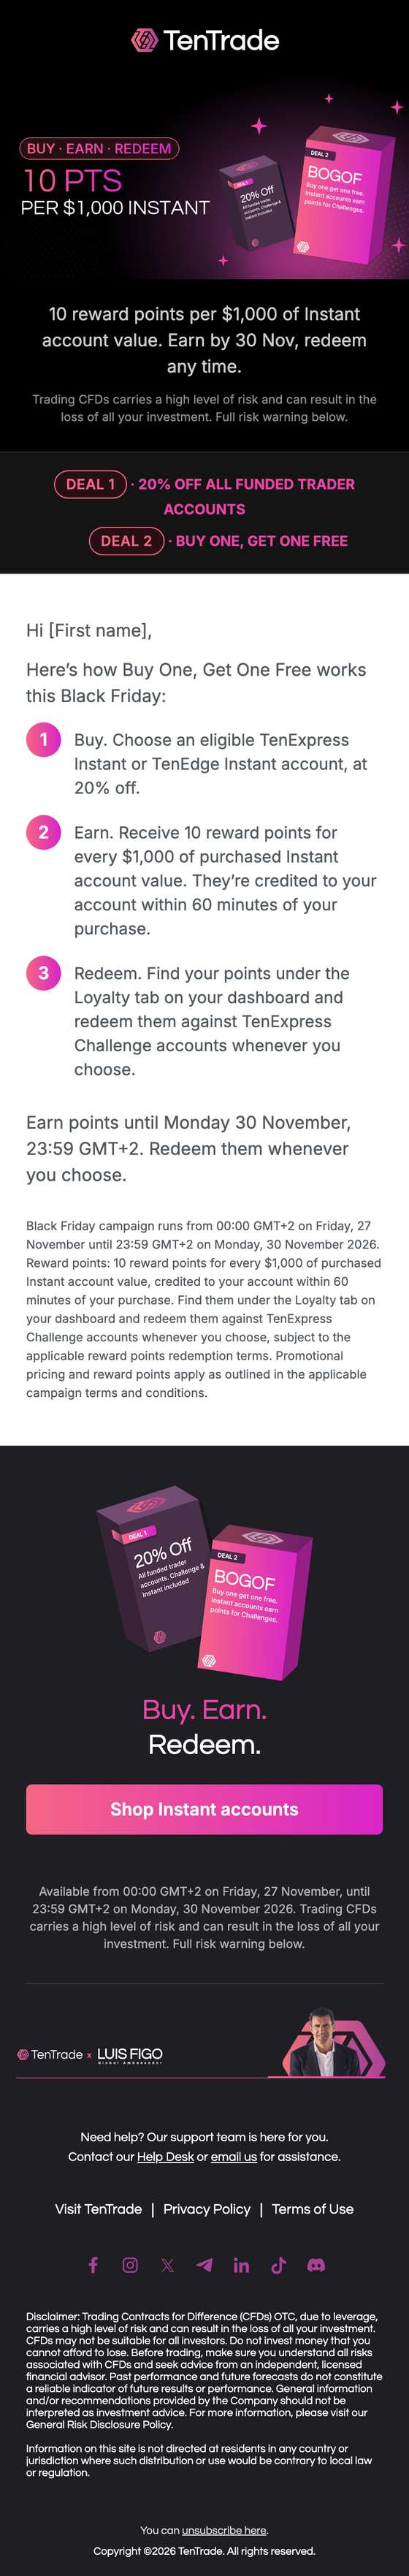 TenTrade
BUY · EARN · REDEEM
10 PTS
PER $1,000 INSTANT
DEAL 1
20% Off
All funded trader
accounts. Challenge &
Instant included
DEAL 2
BOGOF
Buy one get one free.
Instant accounts earn
points for Challenges.
10 reward points per $1,000 of Instant
account value. Earn by 30 Nov, redeem
any time.
Trading CFDs carries a high level of risk and can result in the
loss of all your investment. Full risk warning below.
DEAL 1 · 20% OFF ALL FUNDED TRADER
ACCOUNTS
DEAL 2 · BUY ONE, GET ONE FREE
Hi [First name],
Here’s how Buy One, Get One Free works
this Black Friday:
1 Buy. Choose an eligible TenExpress
Instant or TenEdge Instant account, at
20% off.
2 Earn. Receive 10 reward points for
every $1,000 of purchased Instant
account value. They’re credited to your
account within 60 minutes of your
purchase.
3 Redeem. Find your points under the
Loyalty tab on your dashboard and
redeem them against TenExpress
Challenge accounts whenever you
choose.
Earn points until Monday 30 November,
23:59 GMT+2. Redeem them whenever
you choose.
Black Friday campaign runs from 00:00 GMT+2 on Friday, 27
November until 23:59 GMT+2 on Monday, 30 November 2026.
Reward points: 10 reward points for every $1,000 of purchased
Instant account value, credited to your account within 60
minutes of your purchase. Find them under the Loyalty tab on
your dashboard and redeem them against TenExpress
Challenge accounts whenever you choose, subject to the
applicable reward points redemption terms. Promotional
pricing and reward points apply as outlined in the applicable
campaign terms and conditions.
DEAL 1
20% Off
All funded trader
accounts. Challenge &
Instant included
DEAL 2
BOGOF
Buy one get one free.
Instant accounts earn
points for Challenges.
Buy. Earn.
Redeem.
Shop Instant accounts
Available from 00:00 GMT+2 on Friday, 27 November, until
23:59 GMT+2 on Monday, 30 November 2026. Trading CFDs
carries a high level of risk and can result in the loss of all your
investment. Full risk warning below.
TenTrade x LUIS FIGO
Global Ambassador
Need help? Our support team is here for you.
Contact our Help Desk or email us for assistance.
Visit TenTrade | Privacy Policy | Terms of Use
Disclaimer: Trading Contracts for Difference (CFDs) OTC, due to leverage,
carries a high level of risk and can result in the loss of all your investment.
CFDs may not be suitable for all investors. Do not invest money that you
cannot afford to lose. Before trading, make sure you understand all risks
associated with CFDs and seek advice from an independent, licensed
financial advisor. Past performance and future forecasts do not constitute
a reliable indicator of future results or performance. General information
and/or recommendations provided by the Company should not be
interpreted as investment advice. For more information, please visit our
General Risk Disclosure Policy.
Information on this site is not directed at residents in any country or
jurisdiction where such distribution or use would be contrary to local law
or regulation.
You can unsubscribe here.
Copyright ©2026 TenTrade. All rights reserved.